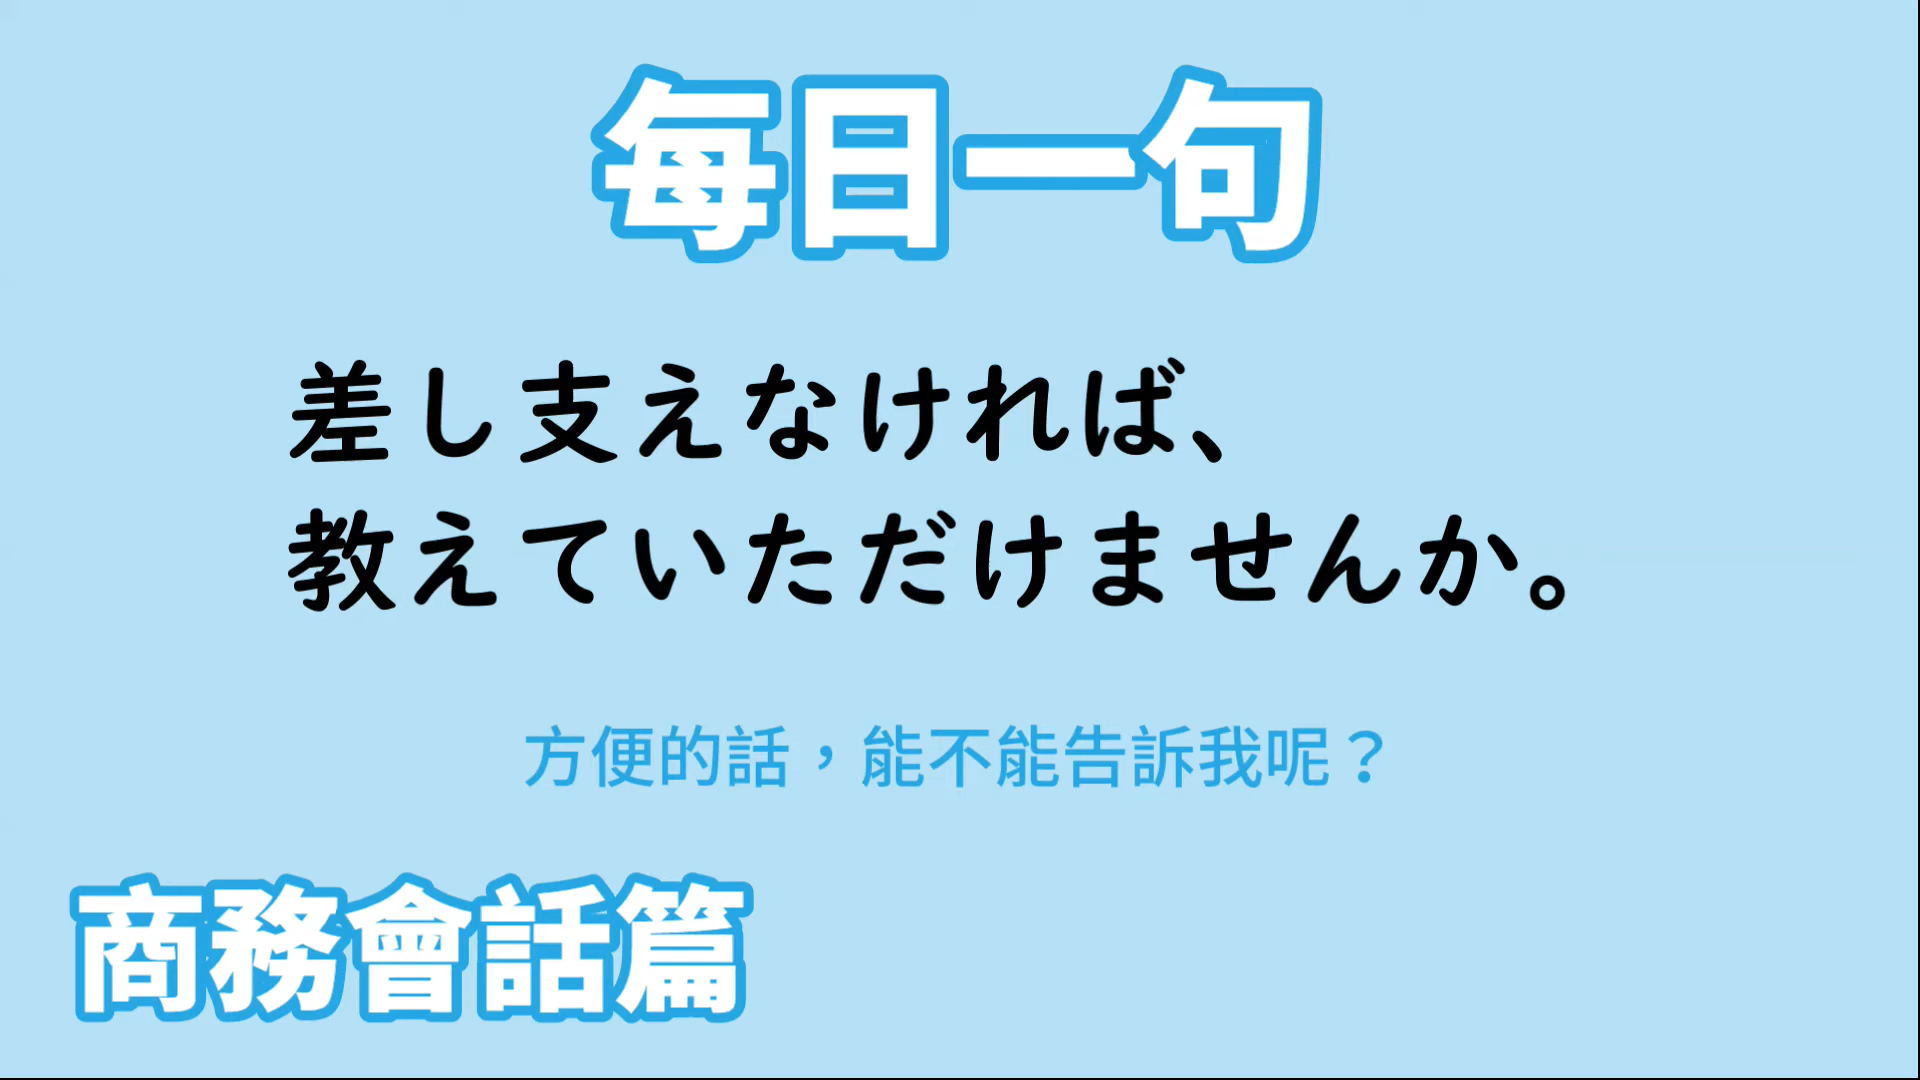 每日一句
差し支えなければ、
教えていただけませんか。
方便的話，能不能告訴我呢？
商務會話篇